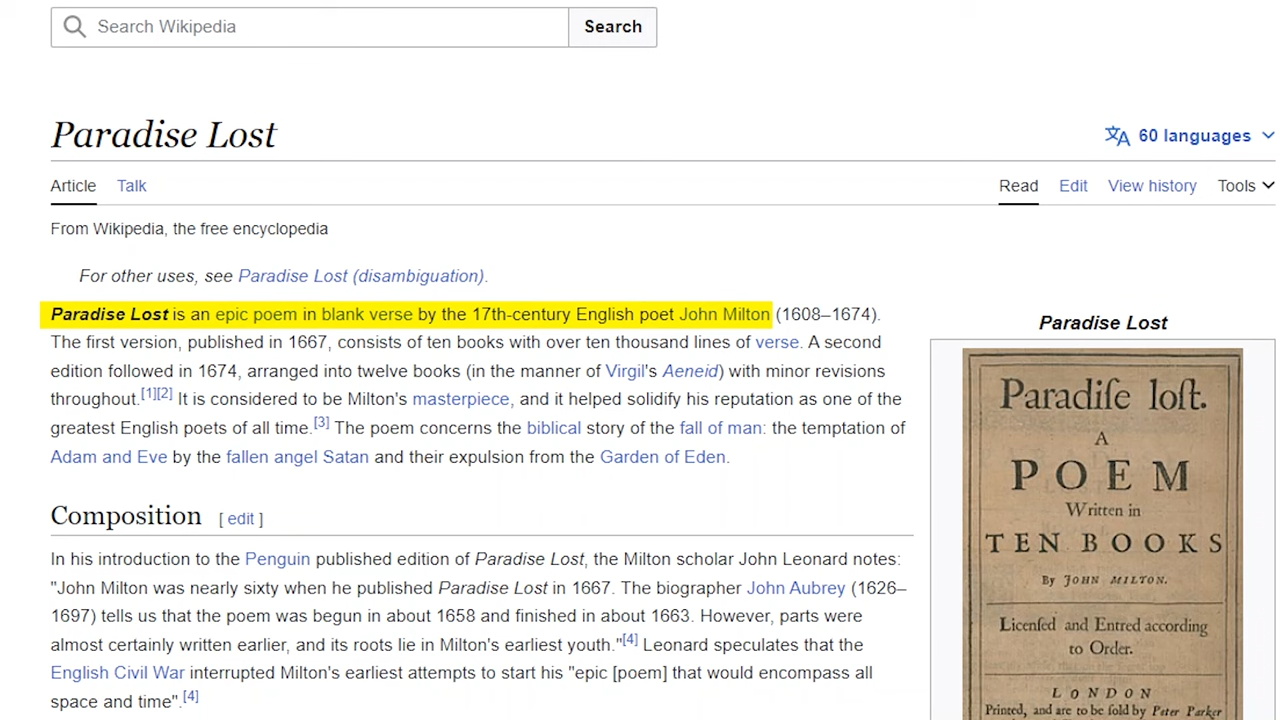 Search Wikipedia
Search
Paradise Lost
60 languages
Article Talk
Read Edit View history Tools
From Wikipedia, the free encyclopedia
For other uses, see Paradise Lost (disambiguation).
Paradise Lost is an epic poem in blank verse by the 17th-century English poet John Milton (1608–1674).
The first version, published in 1667, consists of ten books with over ten thousand lines of verse. A second
edition followed in 1674, arranged into twelve books (in the manner of Virgil's Aeneid) with minor revisions
throughout.[1][2] It is considered to be Milton's masterpiece, and it helped solidify his reputation as one of the
greatest English poets of all time.[3] The poem concerns the biblical story of the fall of man: the temptation of
Adam and Eve by the fallen angel Satan and their expulsion from the Garden of Eden.
Composition [ edit ]
In his introduction to the Penguin published edition of Paradise Lost, the Milton scholar John Leonard notes:
"John Milton was nearly sixty when he published Paradise Lost in 1667. The biographer John Aubrey (1626–
1697) tells us that the poem was begun in about 1658 and finished in about 1663. However, parts were
almost certainly written earlier, and its roots lie in Milton's earliest youth."[4] Leonard speculates that the
English Civil War interrupted Milton's earliest attempts to start his "epic [poem] that would encompass all
space and time".[4]
Paradise Lost
Paradiſe loſt.
A
POEM
Written in
TEN BOOKS
By JOHN MILTON.
Licenſed and Entred according
to Order.
LONDON
Printed, and are to be ſold by Peter Parker